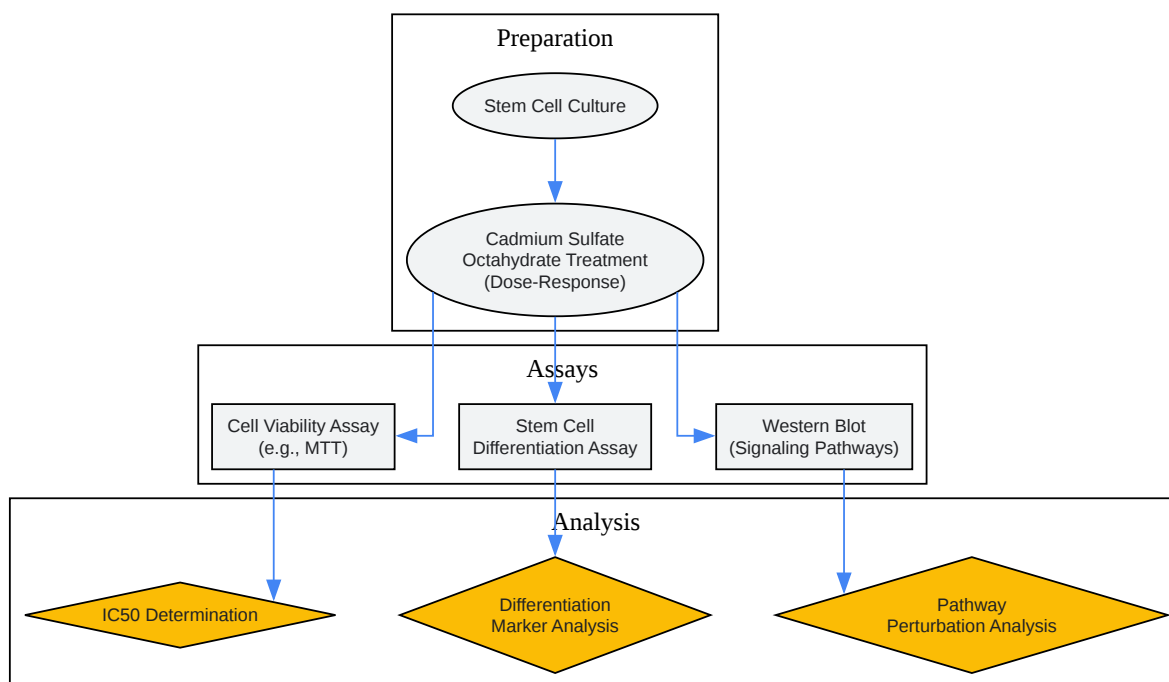 Preparation
Stem Cell Culture
Cadmium Sulfate
Octahydrate Treatment
(Dose-Response)
Assays
Cell Viability Assay
(e.g., MTT)
Stem Cell
Differentiation Assay
Western Blot
(Signaling Pathways)
Analysis
IC50 Determination
Differentiation
Marker Analysis
Pathway
Perturbation Analysis